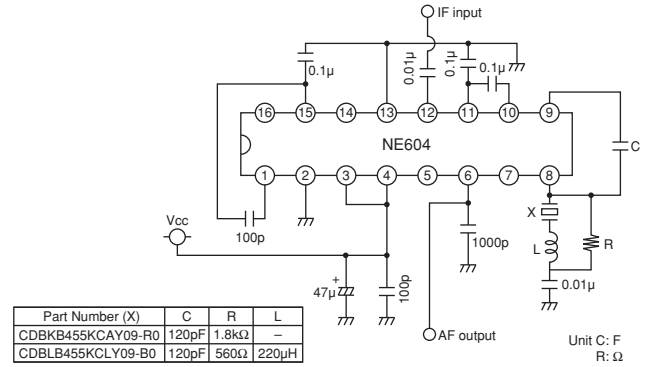 IF input
0.1μ
0.01μ
0.1μ
0.1μ
16 15 14 13 12 11 10 9
NE604
C
1 2 3 4 5 6 7 8
X
Vcc
100p
1000p
L
R
+
47μ
100p
0.01μ
AF output
Part Number (X) C R L
CDBKB455KCAY09-R0 120pF 1.8kΩ –
CDBLB455KCLY09-B0 120pF 560Ω 220μH
Unit C: F
R: Ω